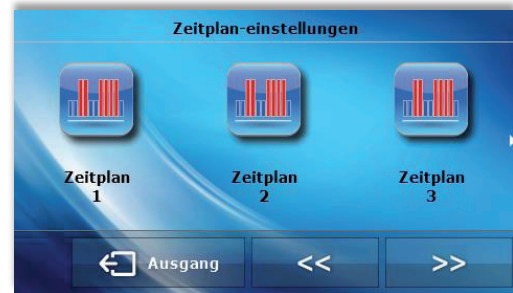 Zeitplan-einstellungen
Zeitplan
1
Zeitplan
2
Zeitplan
3
Ausgang
<<
>>